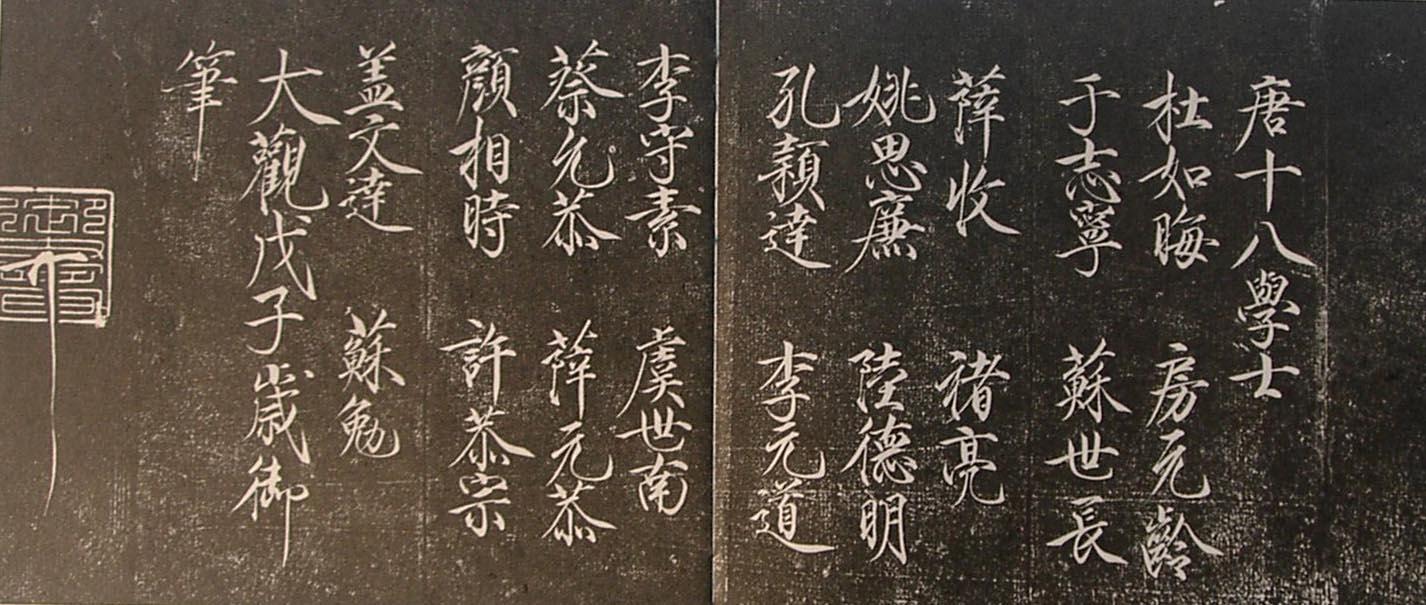 唐十八學士
杜如晦 房元齡
于志寧 蘇世長
薛收 褚亮
姚思廉 陸德明
孔穎達 李元道
李守素 虞世南
蔡允恭 薛元恭
顏相時 許恭宗
盖文達 蘇勉
大觀戊子歲御
筆